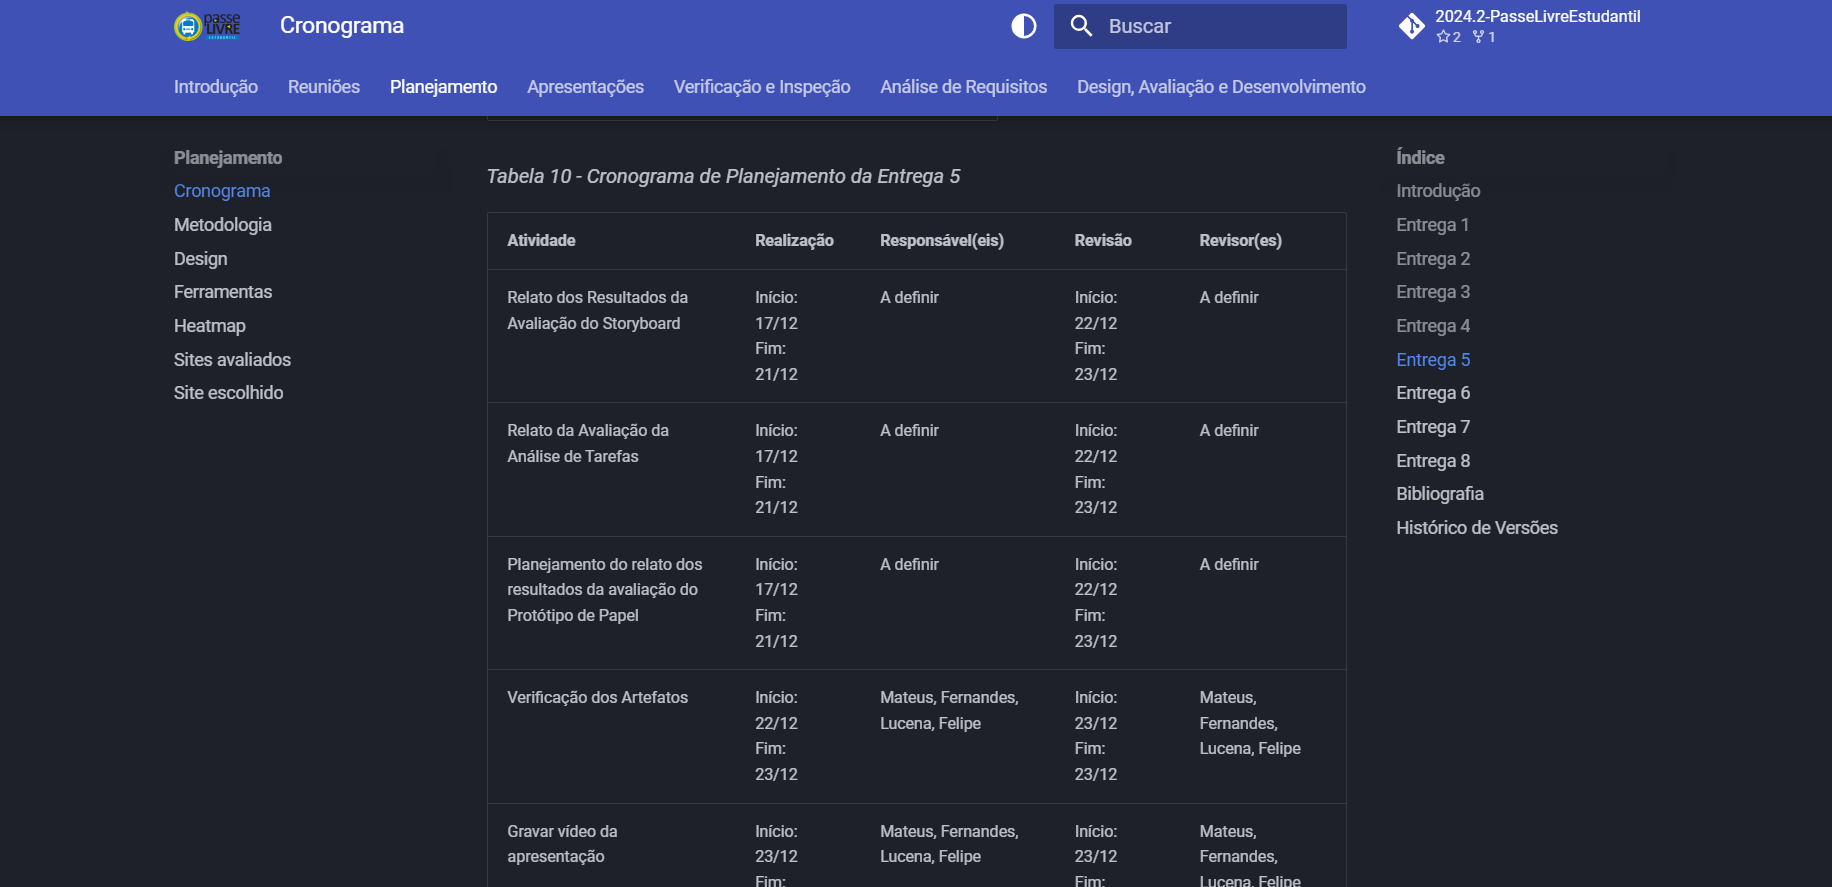 passe
LIVRE
ESTUDANTIL
Cronograma
Buscar
2024.2-PasseLivreEstudantil
2 1
Introdução Reuniões Planejamento Apresentações Verificação e Inspeção Análise de Requisitos Design, Avaliação e Desenvolvimento
Planejamento
Cronograma
Metodologia
Design
Ferramentas
Heatmap
Sites avaliados
Site escolhido
Tabela 10 - Cronograma de Planejamento da Entrega 5
Atividade Realização Responsável(eis) Revisão Revisor(es)
Relato dos Resultados da Início: A definir Início: A definir
Avaliação do Storyboard 17/12 22/12
Fim: Fim:
21/12 23/12
Relato da Avaliação da Início: A definir Início: A definir
Análise de Tarefas 17/12 22/12
Fim: Fim:
21/12 23/12
Planejamento do relato dos Início: A definir Início: A definir
resultados da avaliação do 17/12 22/12
Protótipo de Papel Fim: Fim:
21/12 23/12
Verificação dos Artefatos Início: Mateus, Fernandes, Início: Mateus,
22/12 Lucena, Felipe 23/12 Fernandes,
Fim: Fim: Lucena, Felipe
23/12 23/12
Gravar vídeo da Início: Mateus, Fernandes, Início: Mateus,
apresentação 23/12 Lucena, Felipe 23/12 Fernandes,
Fim: Fim: Lucena, Felipe
Índice
Introdução
Entrega 1
Entrega 2
Entrega 3
Entrega 4
Entrega 5
Entrega 6
Entrega 7
Entrega 8
Bibliografia
Histórico de Versões